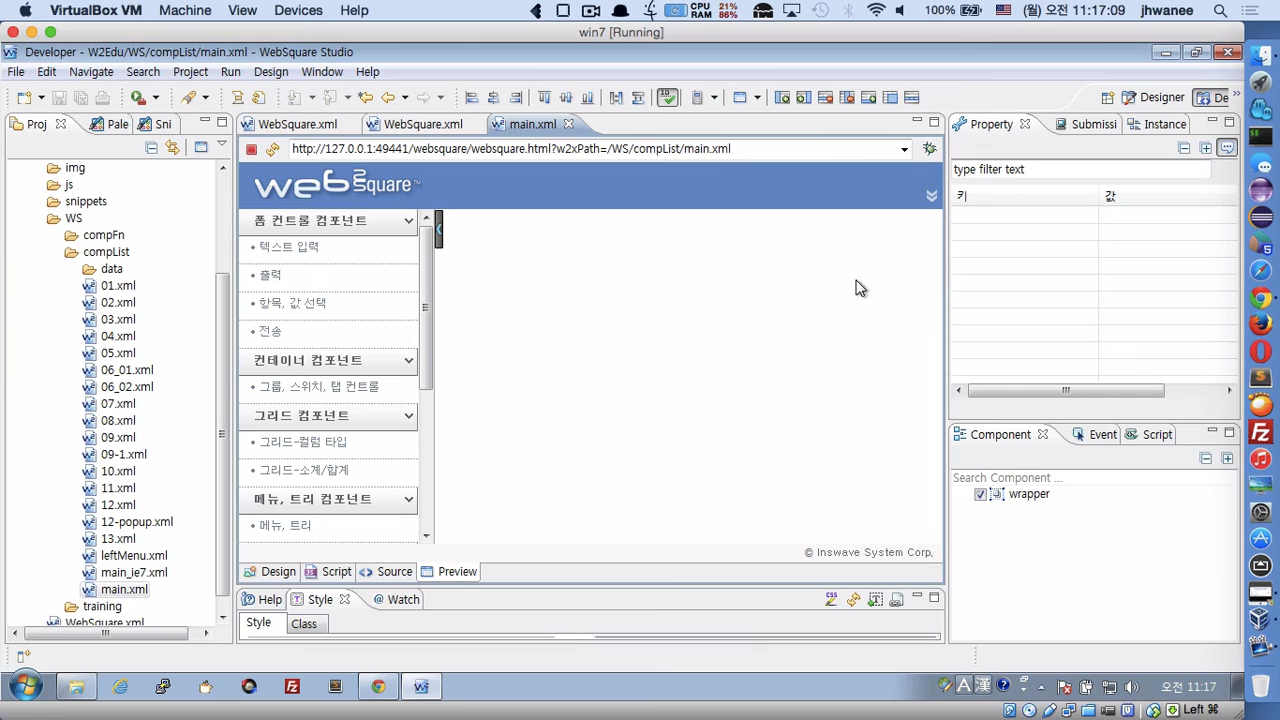 VirtualBox VM Machine View Devices Help
CPU RAM 21% 86%
100% (월) 오전 11:17:09 jhwanee
win7 [Running]
Developer - W2Edu/WS/compList/main.xml - WebSquare Studio
File Edit Navigate Search Project Run Design Window Help
Designer De
Proj Pale Sni
WebSquare.xml WebSquare.xml main.xml
Property Submissi Instance
http://127.0.0.1:49441/websquare/websquare.html?w2xPath=/WS/compList/main.xml
type filter text
키 값
img
js
snippets
WS
compFn
compList
data
01.xml
02.xml
03.xml
04.xml
05.xml
06_01.xml
06_02.xml
07.xml
08.xml
09.xml
09-1.xml
10.xml
11.xml
12.xml
12-popup.xml
13.xml
leftMenu.xml
main_ie7.xml
main.xml
training
WebSquare.xml
web square™
폼 컨트롤 컴포넌트
텍스트 입력
출력
항목, 값 선택
전송
컨테이너 컴포넌트
그룹, 스위치, 탭 컨트롤
그리드 컴포넌트
그리드-컬럼 타입
그리드-소계/합계
메뉴, 트리 컴포넌트
메뉴, 트리
© Inswave System Corp,
Design Script Source Preview
Help Style Watch
Style Class
Component Event Script
Search Component ...
wrapper
A 漢
오전 11:17
Left ⌘